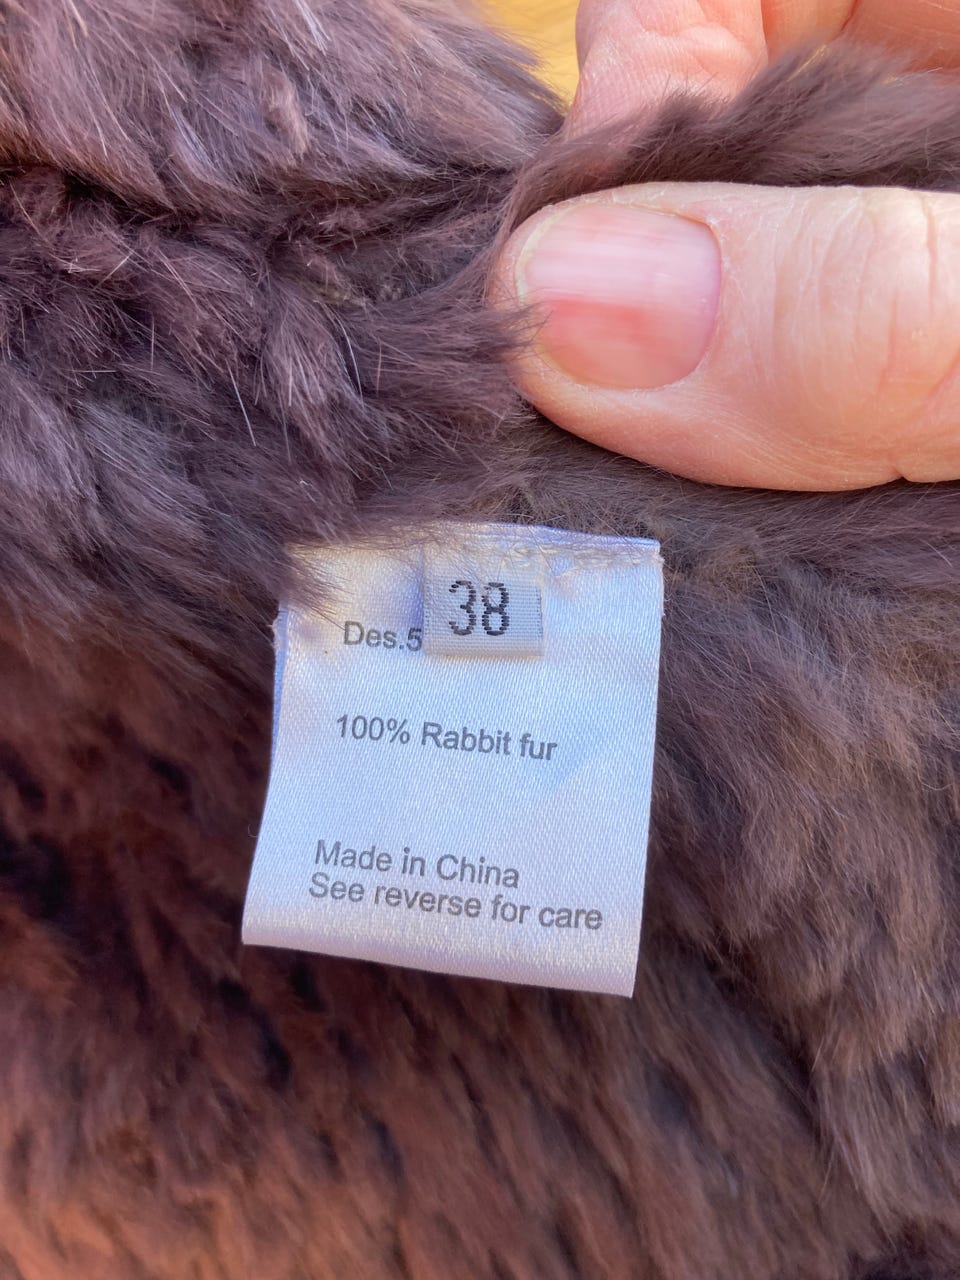 38
Des.5
100% Rabbit fur
Made in China
See reverse for care